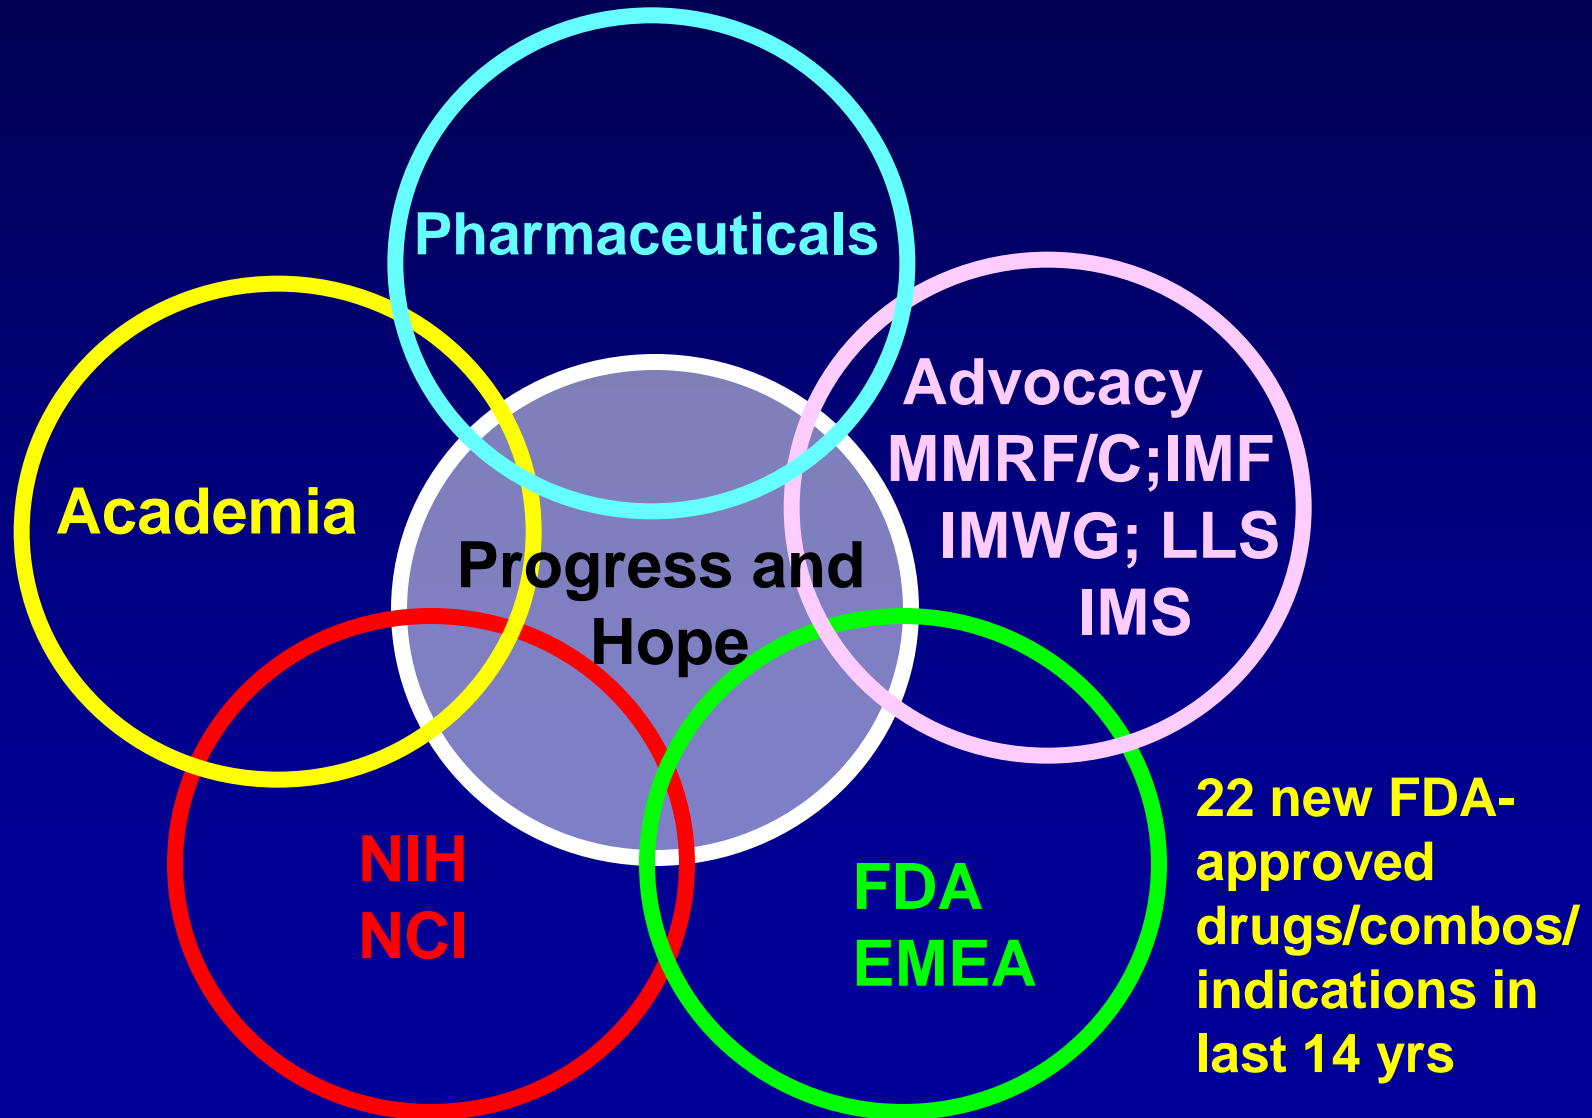 Pharmaceuticals
Advocacy
MMRF/C;IMF
IMWG; LLS
IMS
Academia
Progress and
Hope
NIH
NCI
FDA
EMEA
22 new FDA-
approved
drugs/combos/
indications in
last 14 yrs